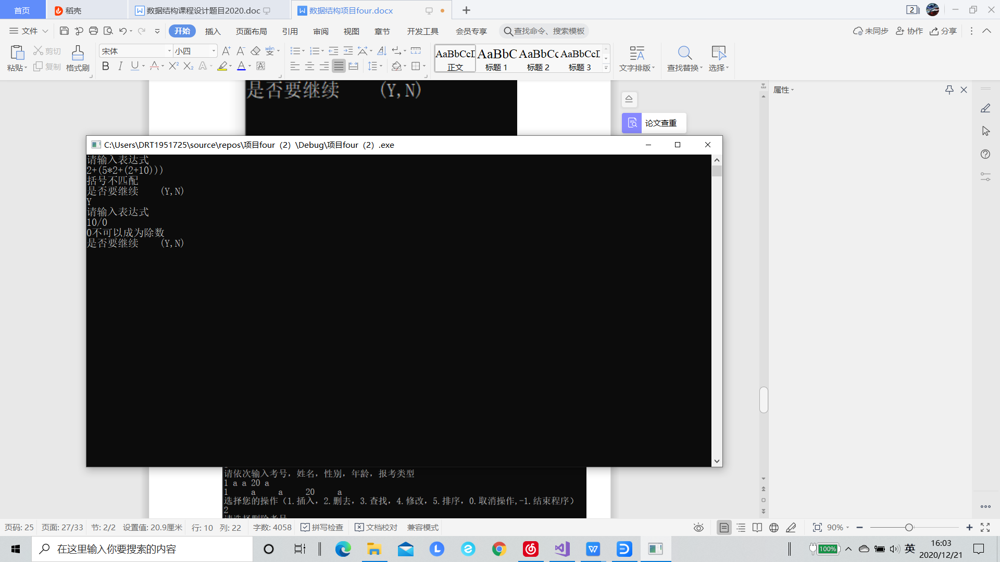 首页
稻壳
数据结构课程设计题目2020.doc
数据结构项目four.docx
2
文件
开始
插入
页面布局
引用
审阅
视图
章节
开发工具
会员专享
查找命令、搜索模板
未同步
协作
分享
粘贴
剪切
复制
格式刷
宋体
小四
AaBbCcD
正文
AaBbC
标题 1
AaBbCc
标题 2
AaBbCcI
标题 3
文字排版
查找替换
选择
是否要继续 (Y,N)
论文查重
属性
C:\Users\DRT1951725\source\repos\项目four（2）\Debug\项目four（2）.exe
请输入表达式
2+(5*2+(2+10)))
括号不匹配
是否要继续 (Y,N)
Y
请输入表达式
10/0
0不可以成为除数
是否要继续 (Y,N)
请依次输入考号，姓名，性别，年龄，报考类型
1 a a 20 a
1 a a 20 a
选择您的操作（1.插入，2.删去，3.查找，4.修改，5.排序，0.取消操作,-1.结束程序）
2
请选择删除考号
页码: 25
页面: 27/33
节: 2/2
设置值: 20.9厘米
行: 10
列: 22
字数: 4058
拼写检查
文档校对
兼容模式
90%
在这里输入你要搜索的内容
100%
英
16:03
2020/12/21